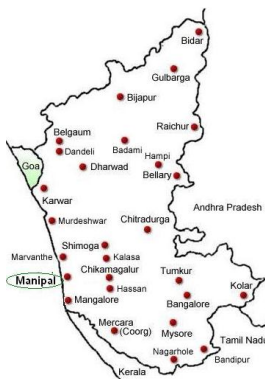 Bidar
Gulbarga
Bijapur
Raichur
Belgaum
Dandeli
Badami
Hampi
Goa
Dharwad
Bellary
Karwar
Andhra Pradesh
Murdeshwar
Chitradurga
Shimoga
Marvanthe
Kalasa
Chikamagalur
Tumkur
Manipal
Hassan
Kolar
Mangalore
Bangalore
Mercara
(Coorg)
Mysore
Tamil Nadu
Nagarhole
Bandipur
Kerala